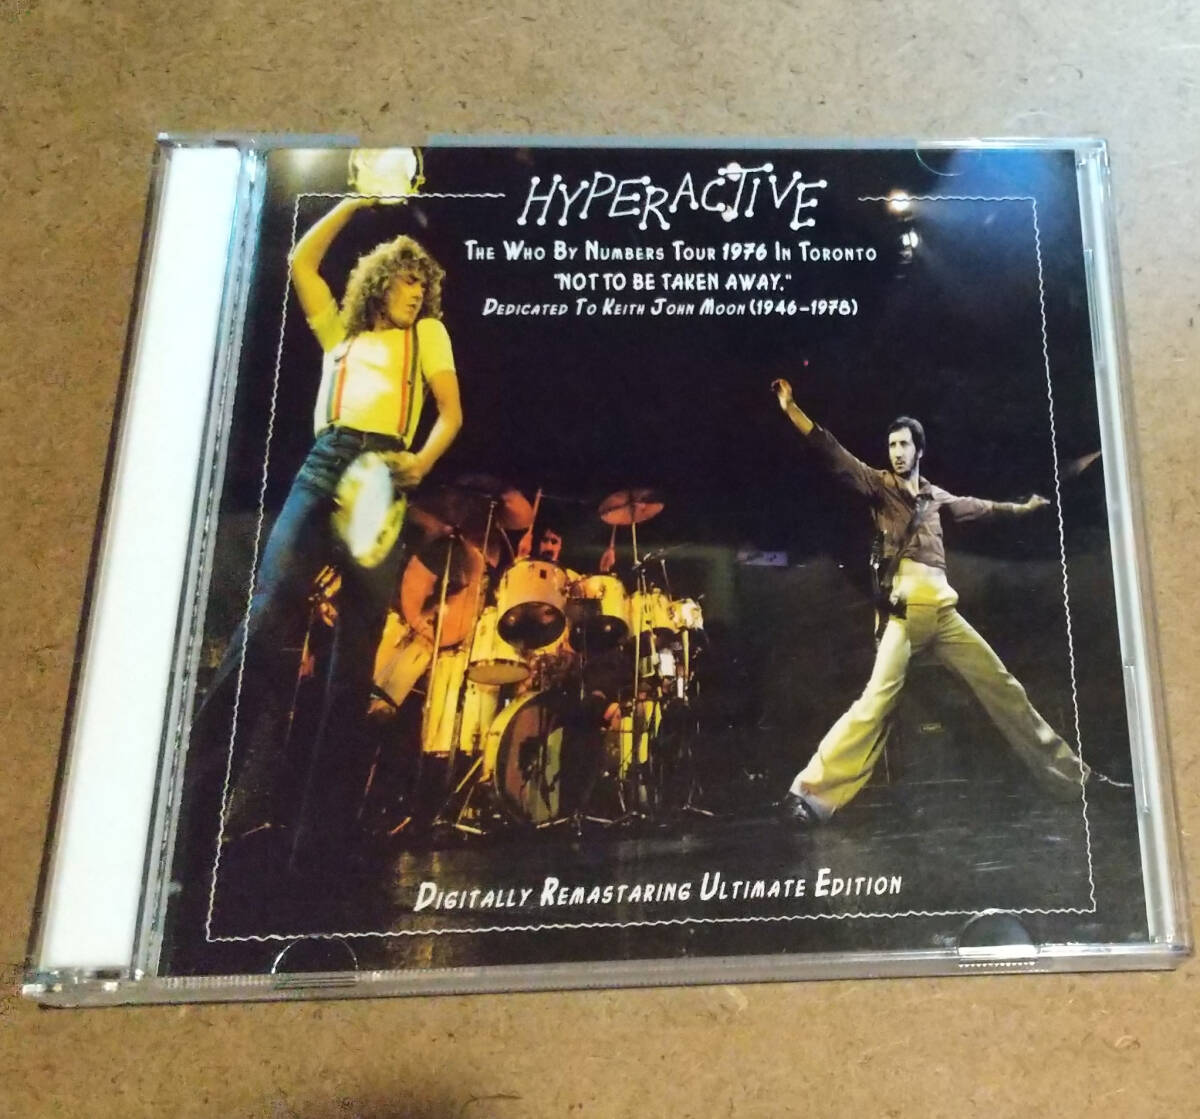 HYPERACTIVE
THE WHO BY NUMBERS TOUR 1976 IN TORONTO
"NOT TO BE TAKEN AWAY."
DEDICATED TO KEITH JOHN MOON (1946-1978)
DIGITALLY REMASTARING ULTIMATE EDITION